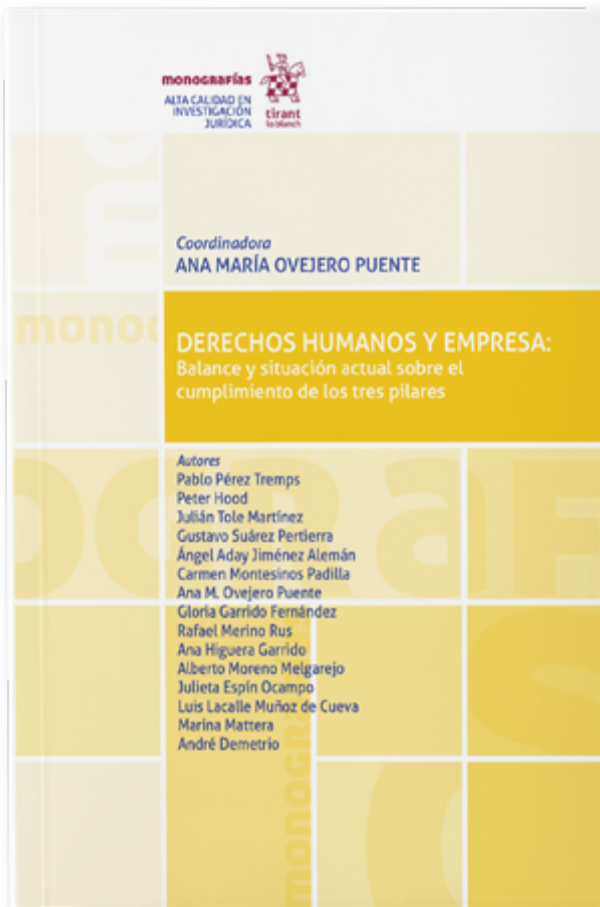 monografías
ALTA CALIDAD EN
INVESTIGACIÓN
JURÍDICA
tirant
lo blanch
Coordinadora
ANA MARÍA OVEJERO PUENTE
DERECHOS HUMANOS Y EMPRESA:
Balance y situación actual sobre el
cumplimiento de los tres pilares
Autores
Pablo Pérez Tremps
Peter Hood
Julián Tole Martínez
Gustavo Suárez Pertierra
Ángel Aday Jiménez Alemán
Carmen Montesinos Padilla
Ana M. Ovejero Puente
Gloria Garrido Fernández
Rafael Merino Rus
Ana Higuera Garrido
Alberto Moreno Melgarejo
Julieta Espín Ocampo
Luis Lacalle Muñoz de Cueva
Marina Mattera
André Demetrio